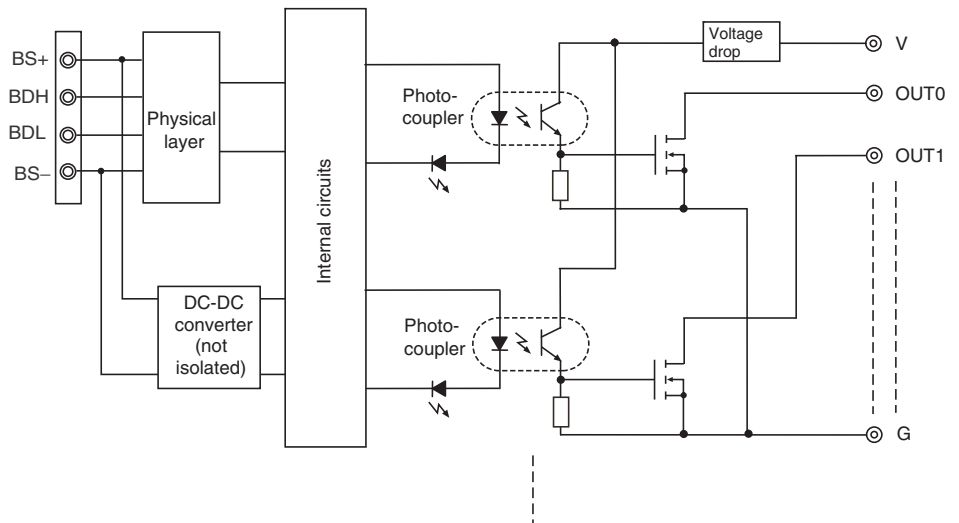 BS+
BDH
BDL
BS–
Physical
layer
DC-DC
converter
(not
isolated)
Internal circuits
Photo-
coupler
Photo-
coupler
Voltage
drop
V
OUT0
OUT1
G